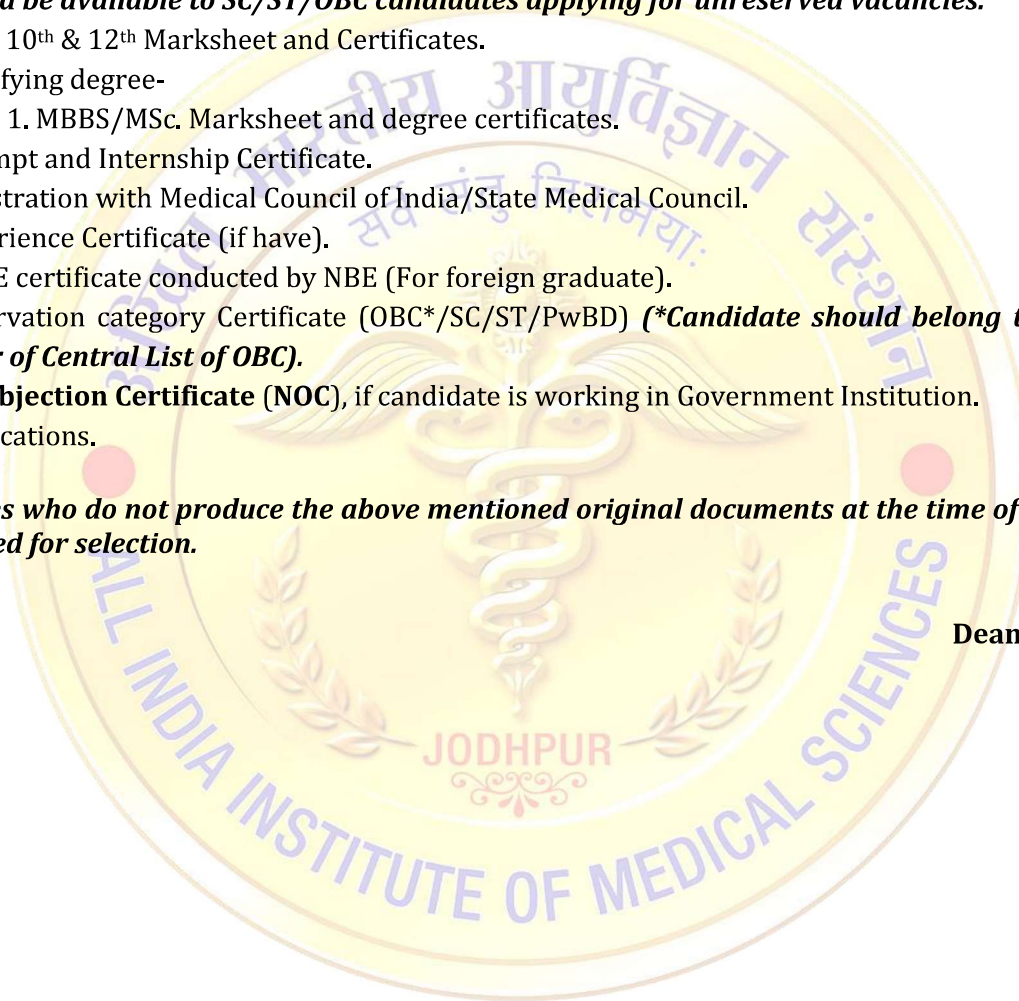 d be available to SC/ST/OBC candidates applying for unreserved vacancies.
10th & 12th Marksheet and Certificates.
fying degree-
1. MBBS/MSc. Marksheet and degree certificates.
mpt and Internship Certificate.
stration with Medical Council of India/State Medical Council.
rience Certificate (if have).
E certificate conducted by NBE (For foreign graduate).
rvation category Certificate (OBC*/SC/ST/PwBD) (*Candidate should belong t
r of Central List of OBC).
bjection Certificate (NOC), if candidate is working in Government Institution.
cations.
s who do not produce the above mentioned original documents at the time of
ed for selection.
Dean
अखिल भारतीय आयुर्विज्ञान संस्थान
सर्वे संतु निरामयाः
JODHPUR
ALL INDIA INSTITUTE OF MEDICAL SCIENCES